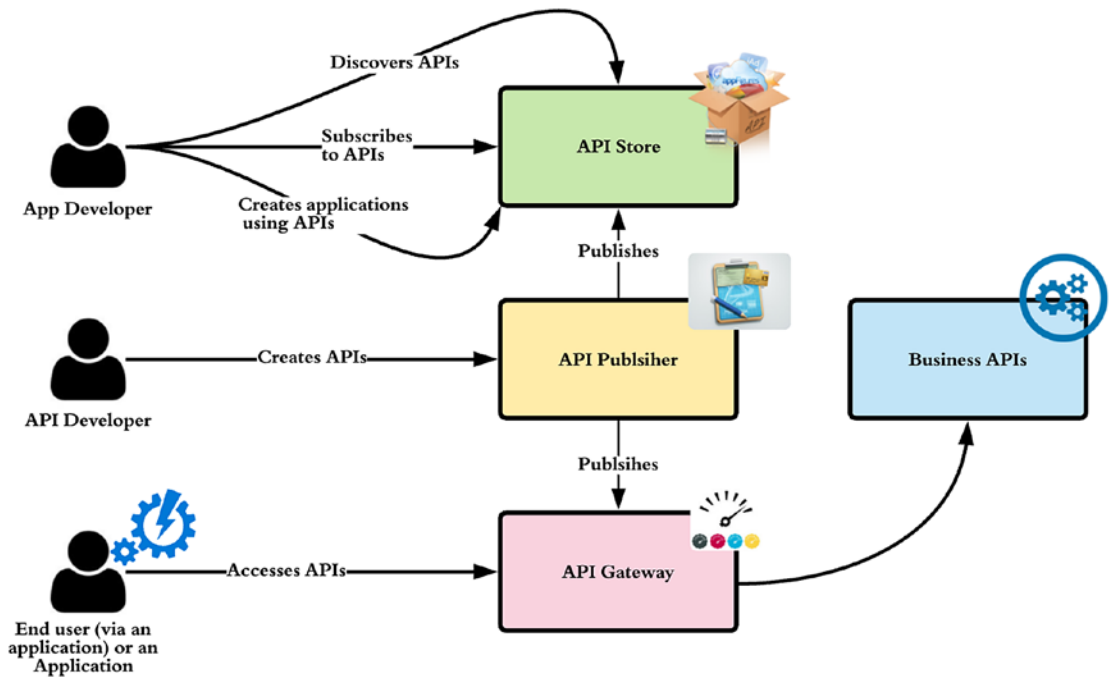 Discovers APIs
API Store
Subscribes
to APIs
App Developer
Creates applications
using APIs
Publishes
API Publsiher
Business APIs
Creates APIs
API Developer
Publsihes
API Gateway
Accesses APIs
End user (via an
application) or an
Application